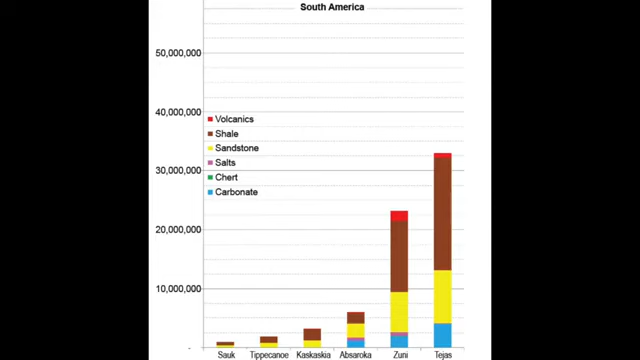 South America
50,000,000
40,000,000
Volcanics
Shale
Sandstone
Salts
Chert
Carbonate
30,000,000
20,000,000
10,000,000
-
Sauk Tippecanoe Kaskaskia Absaroka Zuni Tejas